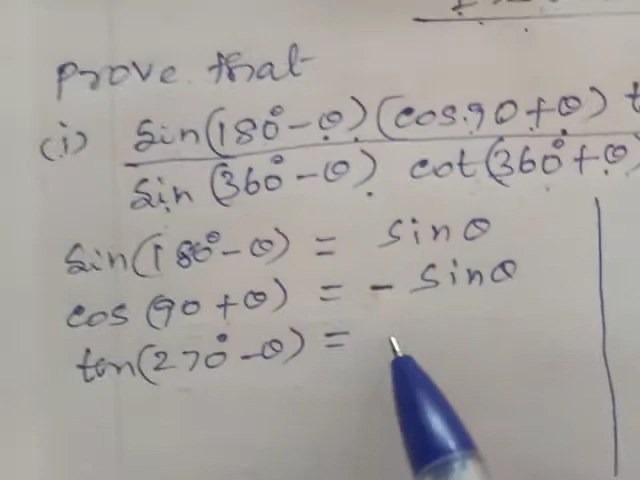 prove that
(i) sin(180°-θ)(cos.90+θ) t
sin(360°-θ). cot(360°+θ)
sin(180°-θ) = sinθ
cos(90+θ) = - sinθ
tan(270°-θ) =